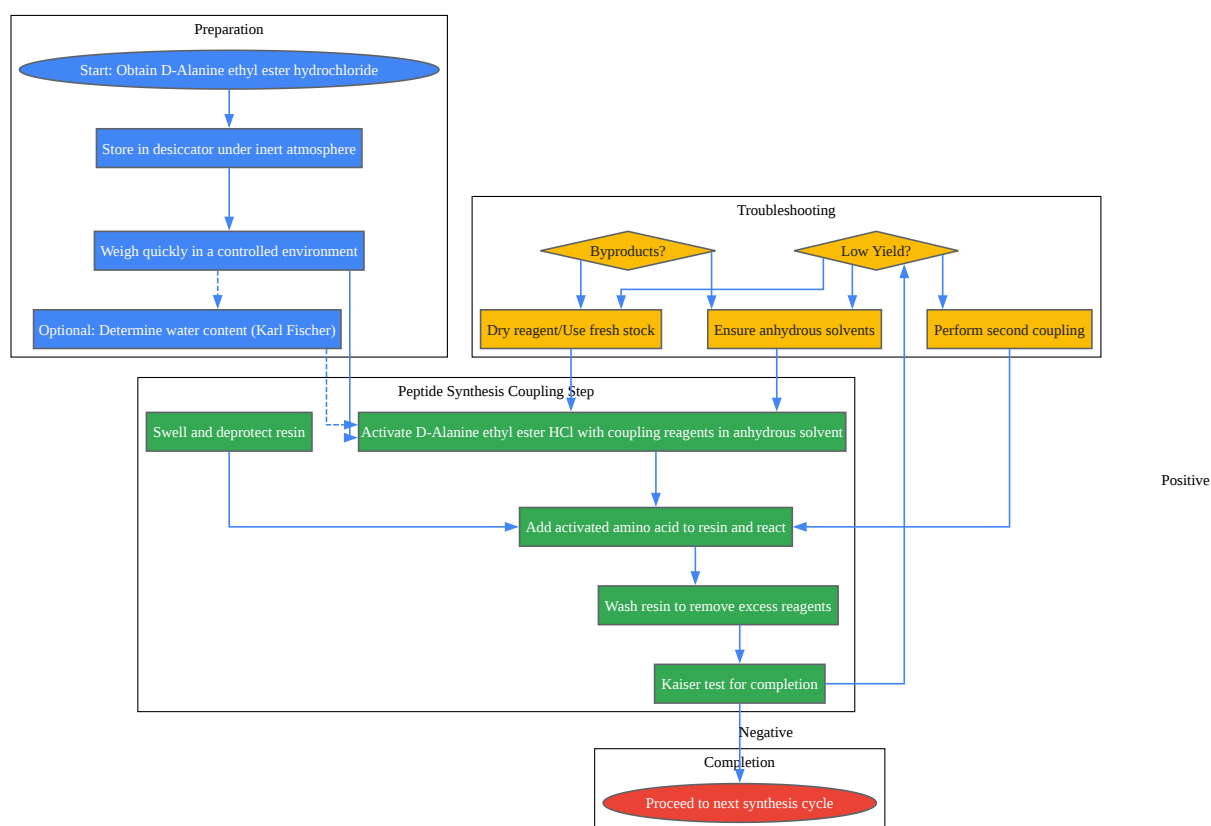 Preparation
Start: Obtain D-Alanine ethyl ester hydrochloride
Store in desiccator under inert atmosphere
Weigh quickly in a controlled environment
Optional: Determine water content (Karl Fischer)
Troubleshooting
Byproducts?
Low Yield?
Dry reagent/Use fresh stock
Ensure anhydrous solvents
Perform second coupling
Peptide Synthesis Coupling Step
Swell and deprotect resin
Activate D-Alanine ethyl ester HCl with coupling reagents in anhydrous solvent
Positive
Add activated amino acid to resin and react
Wash resin to remove excess reagents
Kaiser test for completion
Negative
Completion
Proceed to next synthesis cycle